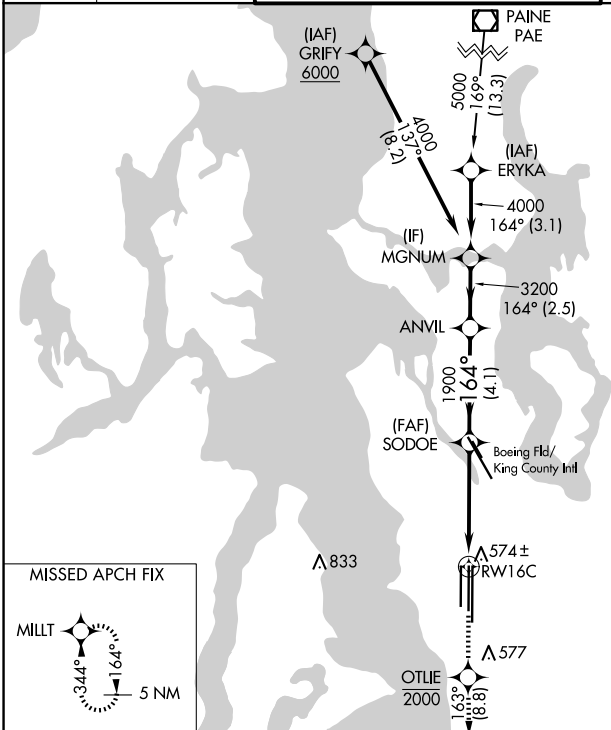 PAINE
PAE
(IAF)
GRIFY
6000
5000
169°
(13.3)
4000
137°
(8.2)
(IAF)
ERYKA
4000
164° (3.1)
(IF)
MGNUM
3200
164° (2.5)
ANVIL
1900
164°
(4.1)
(FAF)
SODOE
Boeing Fld/
King County Intl
833
574±
RW16C
MISSED APCH FIX
MILLT
344°
164°
5 NM
577
OTLIE
2000
163°
(8.8)